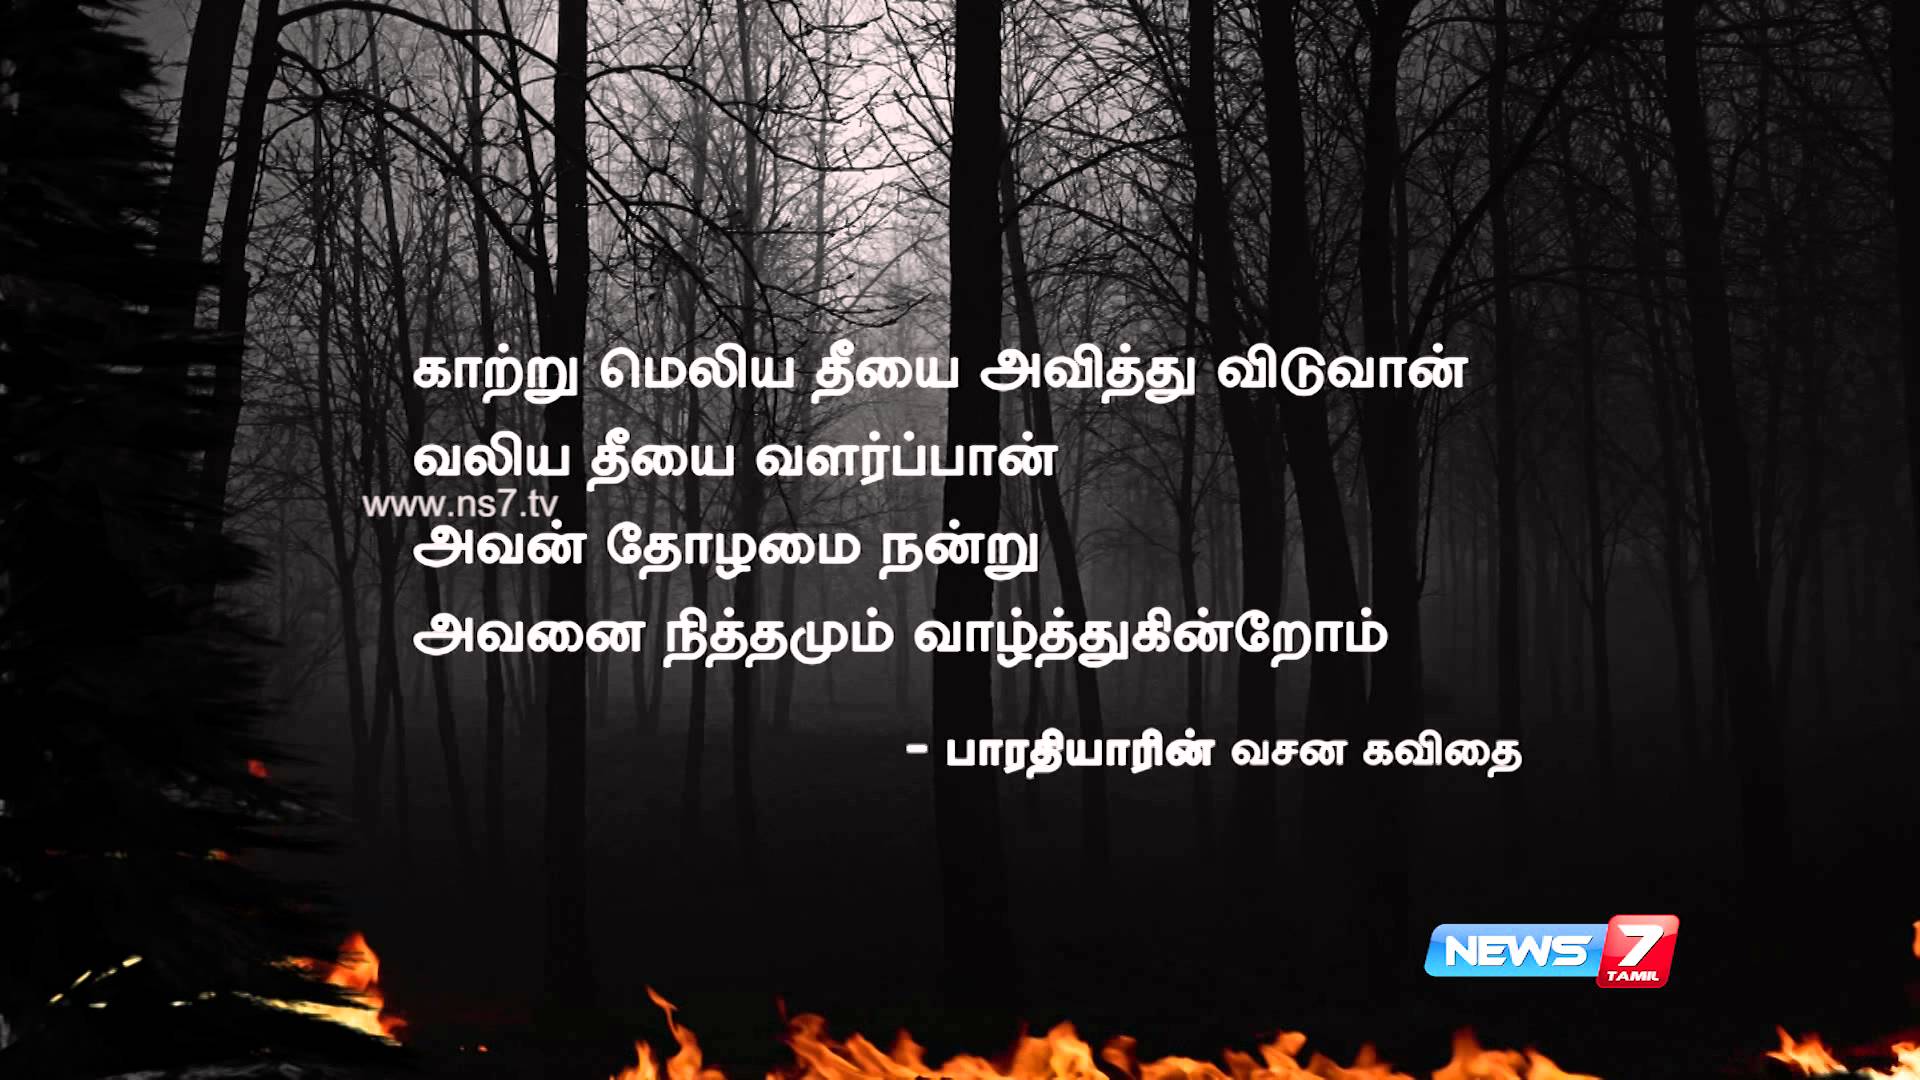 காற்று மெலிய தீயை அவித்து விடுவான்
வலிய தீயை வளர்ப்பான்
www.ns7.tv
அவன் தோழமை நன்று
அவனை நித்தமும் வாழ்த்துகின்றோம்
- பாரதியாரின் வசன கவிதை
NEWS 7
TAMIL